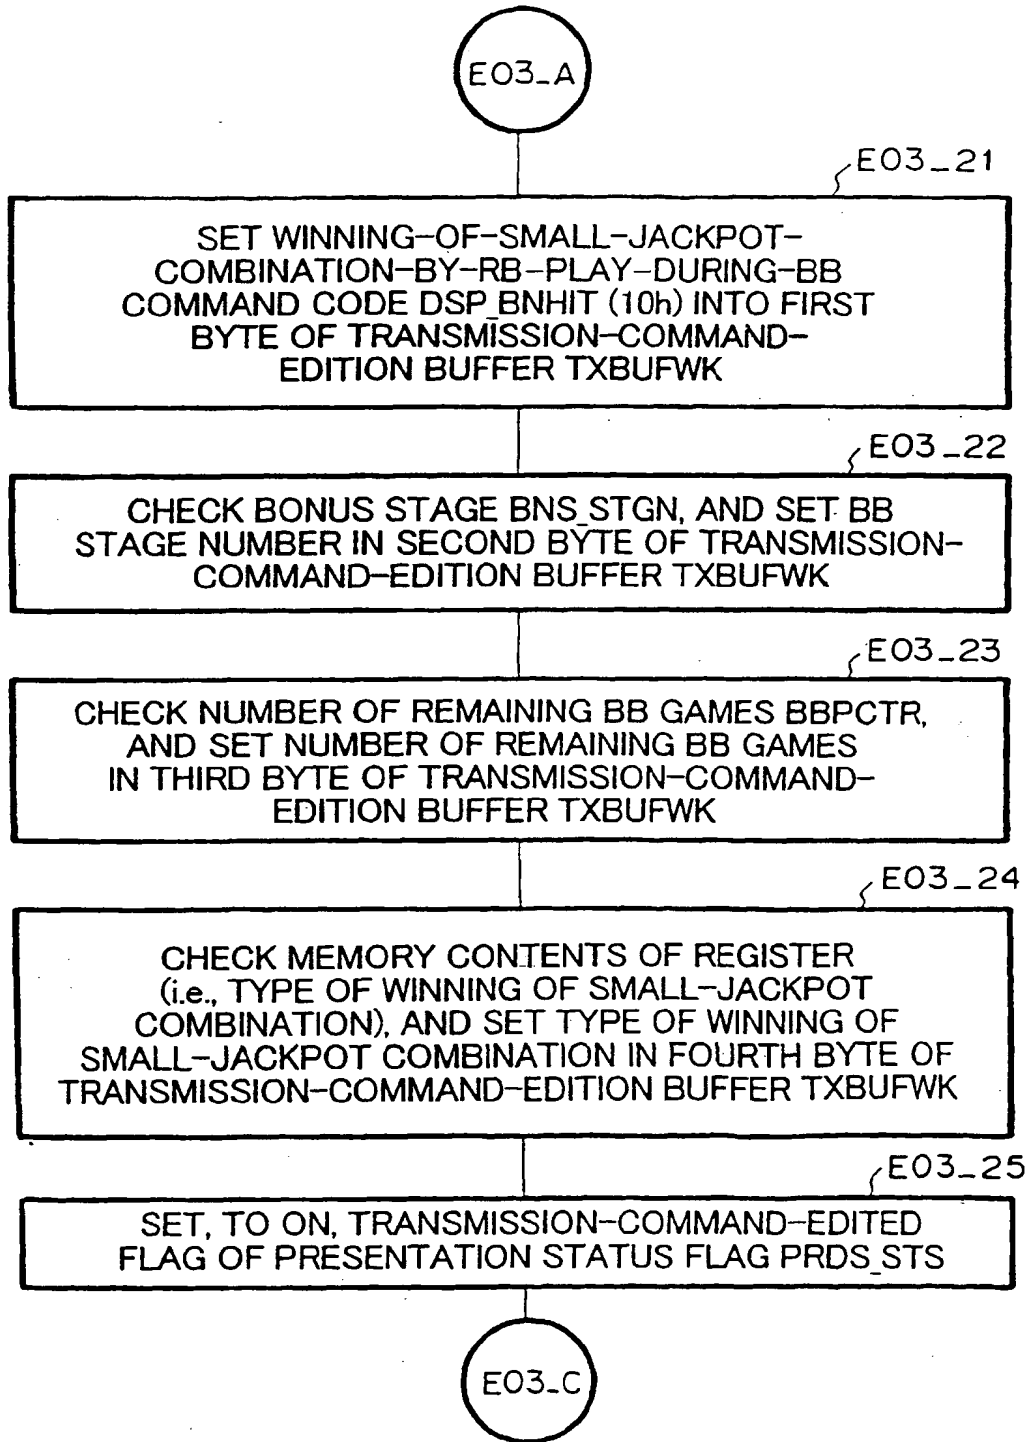 E03_A
E03_21
SET WINNING-OF-SMALL-JACKPOT-
COMBINATION-BY-RB-PLAY-DURING-BB
COMMAND CODE DSP_BNHIT (10h) INTO FIRST
BYTE OF TRANSMISSION-COMMAND-
EDITION BUFFER TXBUFWK
E03_22
CHECK BONUS STAGE BNS_STGN, AND SET BB
STAGE NUMBER IN SECOND BYTE OF TRANSMISSION-
COMMAND-EDITION BUFFER TXBUFWK
E03_23
CHECK NUMBER OF REMAINING BB GAMES BBPCTR,
AND SET NUMBER OF REMAINING BB GAMES
IN THIRD BYTE OF TRANSMISSION-COMMAND-
EDITION BUFFER TXBUFWK
E03_24
CHECK MEMORY CONTENTS OF REGISTER
(i.e., TYPE OF WINNING OF SMALL-JACKPOT
COMBINATION), AND SET TYPE OF WINNING OF
SMALL-JACKPOT COMBINATION IN FOURTH BYTE OF
TRANSMISSION-COMMAND-EDITION BUFFER TXBUFWK
E03_25
SET, TO ON, TRANSMISSION-COMMAND-EDITED
FLAG OF PRESENTATION STATUS FLAG PRDS_STS
E03_C